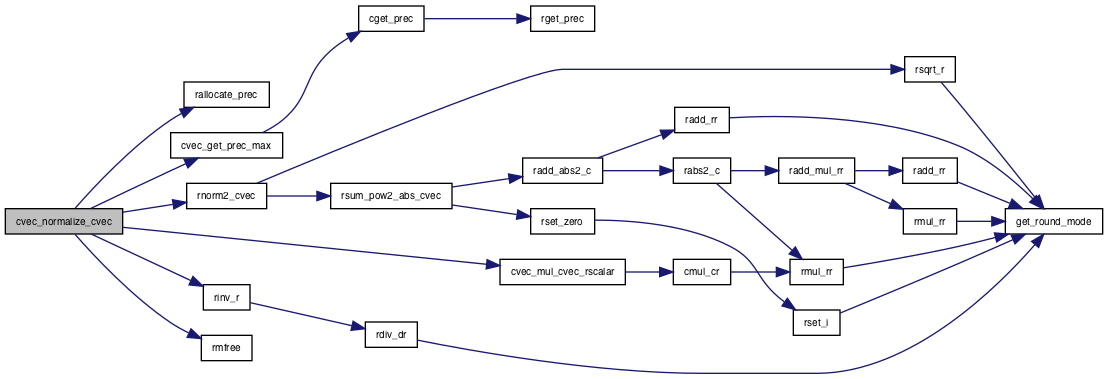 cget_prec
rget_prec
rsqrt_r
rallocate_prec
radd_rr
cvec_get_prec_max
radd_abs2_c
rabs2_c
radd_mul_rr
radd_rr
rnorm2_cvec
rsum_pow2_abs_cvec
cvec_normalize_cvec
rset_zero
rmul_rr
get_round_mode
cvec_mul_cvec_rscalar
cmul_cr
rmul_rr
rinv_r
rset_i
rdiv_dr
rmfree